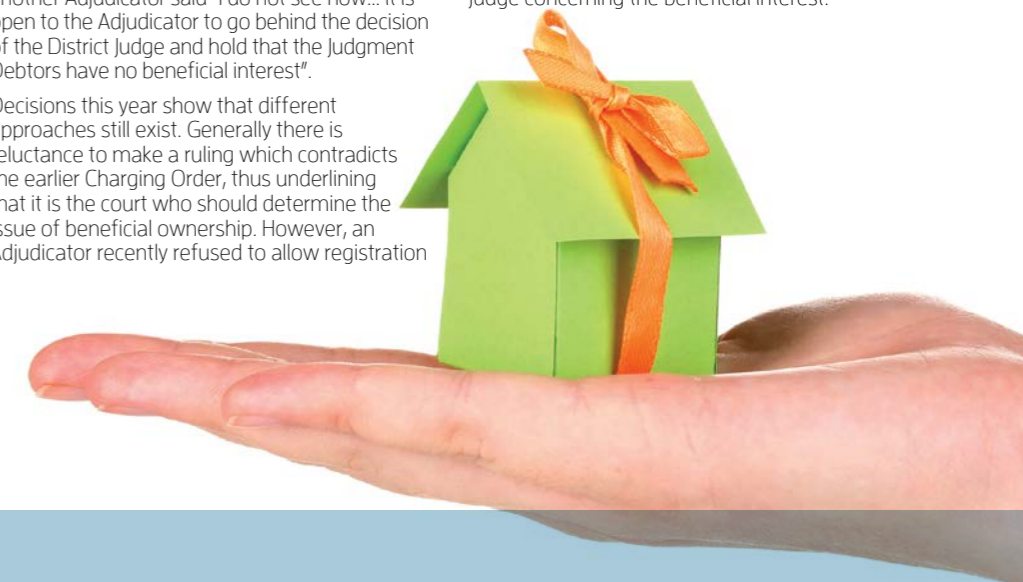 another Adjudicator said "I do not see how... it is
open to the Adjudicator to go behind the decision
of the District Judge and hold that the Judgment
Debtors have no beneficial interest".
Decisions this year show that different
approaches still exist. Generally there is
reluctance to make a ruling which contradicts
the earlier Charging Order, thus underlining
that it is the court who should determine the
issue of beneficial ownership. However, an
Adjudicator recently refused to allow registration
judge concerning the beneficial interest.